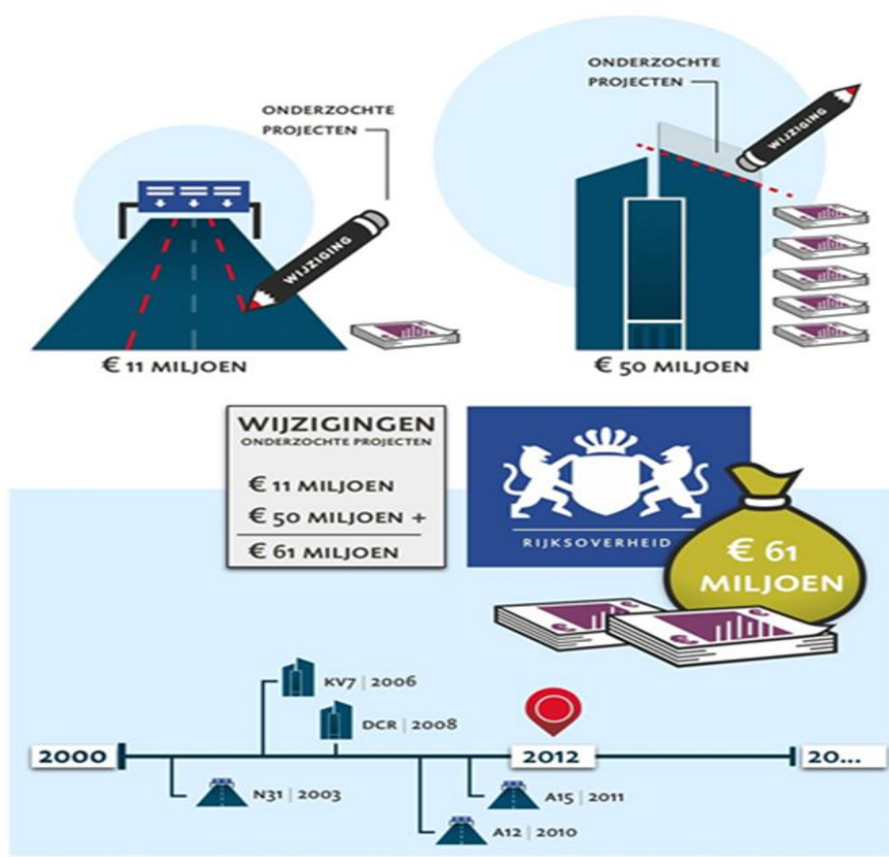 ONDERZOCHTE
PROJECTEN
WIJZIGING
€ 11 MILJOEN
ONDERZOCHTE
PROJECTEN
WIJZIGING
€ 50 MILJOEN
WIJZIGINGEN
ONDERZOCHTE PROJECTEN
€ 11 MILJOEN
€ 50 MILJOEN +
€ 61 MILJOEN
RIJKSOVERHEID
€ 61
MILJOEN
KV7 | 2006
DCR | 2008
2000
2012
20...
N31 | 2003
A15 | 2011
A12 | 2010